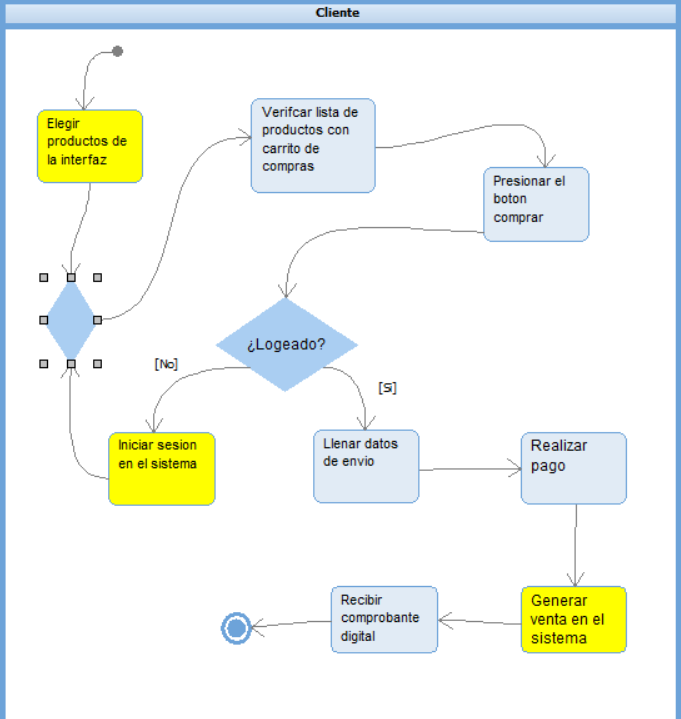 Cliente
Elegir
productos de
la interfaz
Verifcar lista de
productos con
carrito de
compras
Presionar el
boton
comprar
¿Logeado?
[No]
[Si]
Iniciar sesion
en el sistema
Llenar datos
de envio
Realizar
pago
Generar
venta en el
sistema
Recibir
comprobante
digital